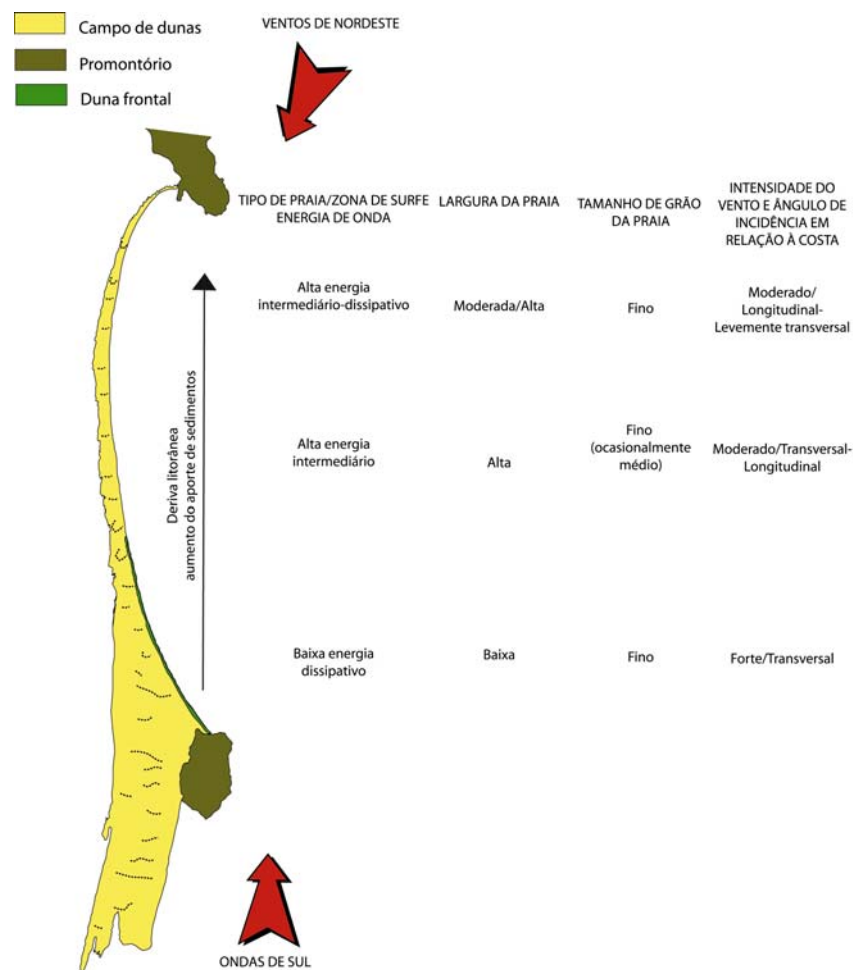 Campo de dunas
Promontório
Duna frontal
VENTOS DE NORDESTE
TIPO DE PRAIA/ZONA DE SURFE
ENERGIA DE ONDA
LARGURA DA PRAIA
TAMANHO DE GRÃO
DA PRAIA
INTENSIDADE DO
VENTO E ÂNGULO DE
INCIDÊNCIA EM
RELAÇÃO À COSTA
Alta energia
intermediário-dissipativo
Moderada/Alta
Fino
Moderado/
Longitudinal-
Levemente transversal
Deriva litorânea
aumento do aporte de sedimentos
Alta energia
intermediário
Alta
Fino
(ocasionalmente
médio)
Moderado/Transversal-
Longitudinal
Baixa energia
dissipativo
Baixa
Fino
Forte/Transversal
ONDAS DE SUL